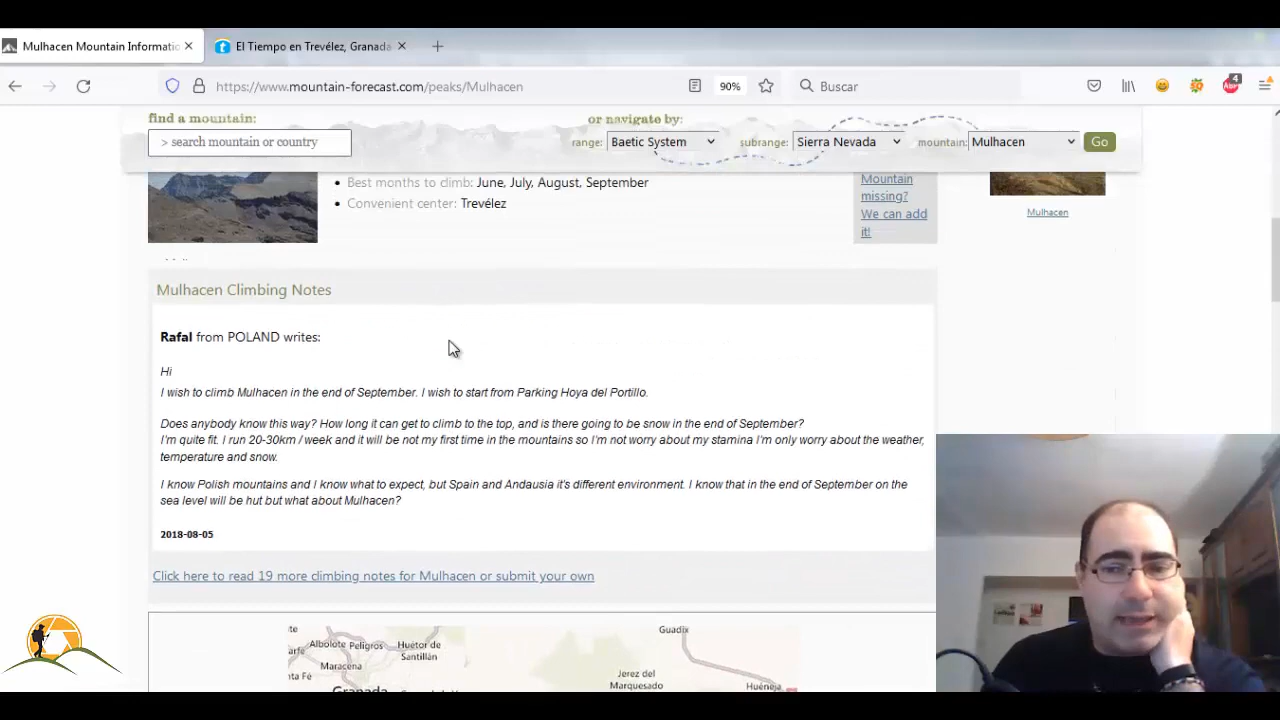 Mulhacen Mountain Informatic
El Tiempo en Trevélez, Granada
https://www.mountain-forecast.com/peaks/Mulhacen
90%
Buscar
4
find a mountain:
or navigate by:
> search mountain or country
range: Baetic System
subrange: Sierra Nevada
mountain: Mulhacen
Go
Best months to climb: June, July, August, September
Convenient center: Trevélez
Mountain
missing?
We can add
it!
Mulhacen
Mulhacen Climbing Notes
Rafal from POLAND writes:
Hi
I wish to climb Mulhacen in the end of September. I wish to start from Parking Hoya del Portillo.
Does anybody know this way? How long it can get to climb to the top, and is there going to be snow in the end of September?
I'm quite fit. I run 20-30km / week and it will be not my first time in the mountains so I'm not worry about my stamina I'm only worry about the weather,
temperature and snow.
I know Polish mountains and I know what to expect, but Spain and Andausia it's different environment. I know that in the end of September on the
sea level will be hut but what about Mulhacen?
2018-08-05
Click here to read 19 more climbing notes for Mulhacen or submit your own
Albolote
Peligros
Huétor de
Santillán
Maracena
Granada
Guadix
Jerez del
Marquesado
Huéneja